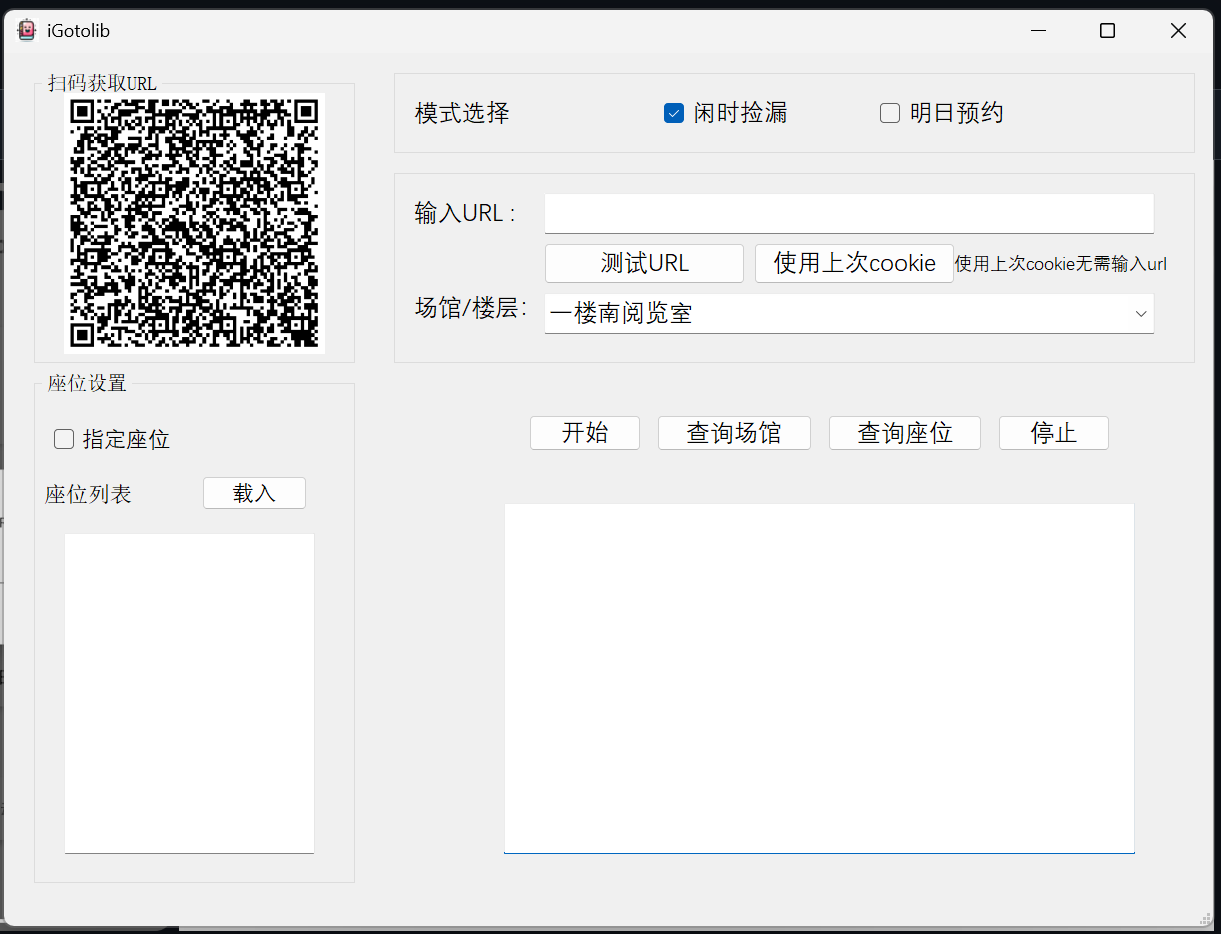 iGotolib
扫码获取URL
模式选择
闲时捡漏
明日预约
输入URL：
测试URL
使用上次cookie
使用上次cookie无需输入url
场馆/楼层：
一楼南阅览室
座位设置
指定座位
座位列表
载入
开始
查询场馆
查询座位
停止